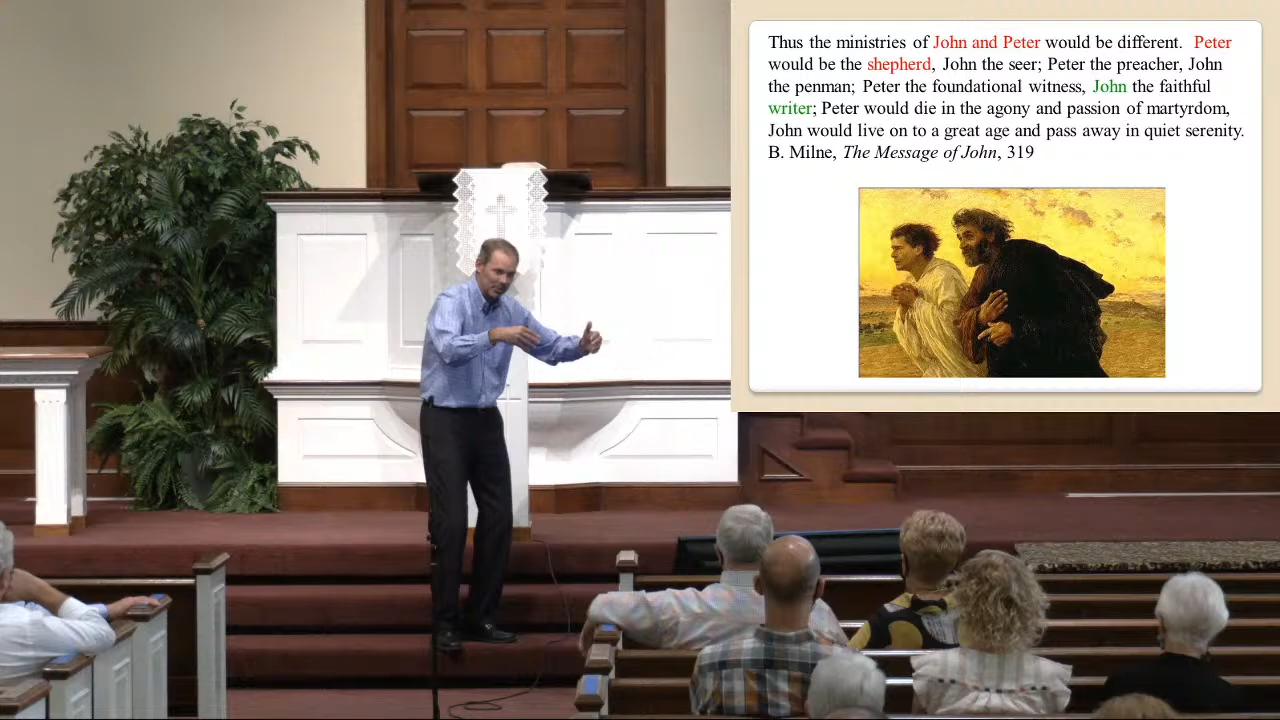 Thus the ministries of John and Peter would be different. Peter
would be the shepherd, John the seer; Peter the preacher, John
the penman; Peter the foundational witness, John the faithful
writer; Peter would die in the agony and passion of martyrdom,
John would live on to a great age and pass away in quiet serenity.
B. Milne, The Message of John, 319